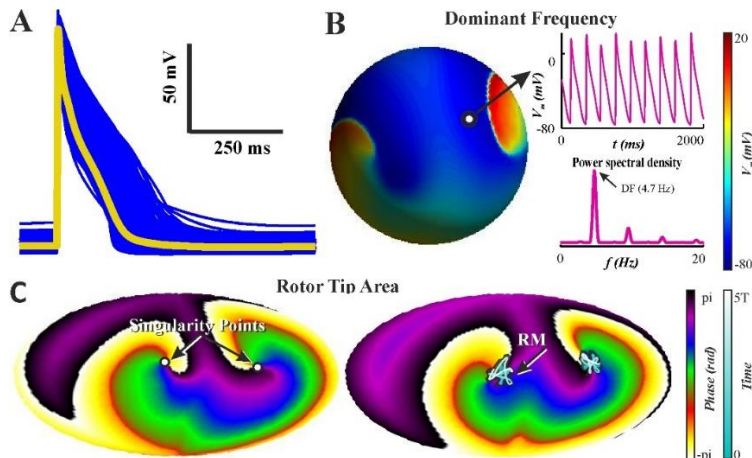 A
50 mV
250 ms
B
Dominant Frequency
0
-80
V_m (mV)
t (ms)
2000
Power spectral density
DF (4.7 Hz)
0
f (Hz)
20
20
V_m (mV)
-80
C
Rotor Tip Area
Singularity Points
RM
pi
Phase (rad)
-pi
5T
Time
0